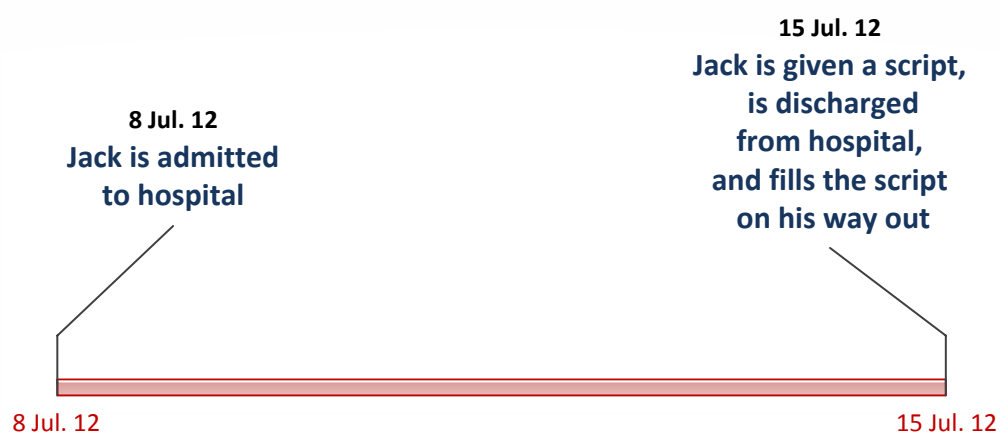 15 Jul. 12
Jack is given a script,
is discharged
from hospital,
and fills the script
on his way out
8 Jul. 12
Jack is admitted
to hospital
8 Jul. 12
15 Jul. 12